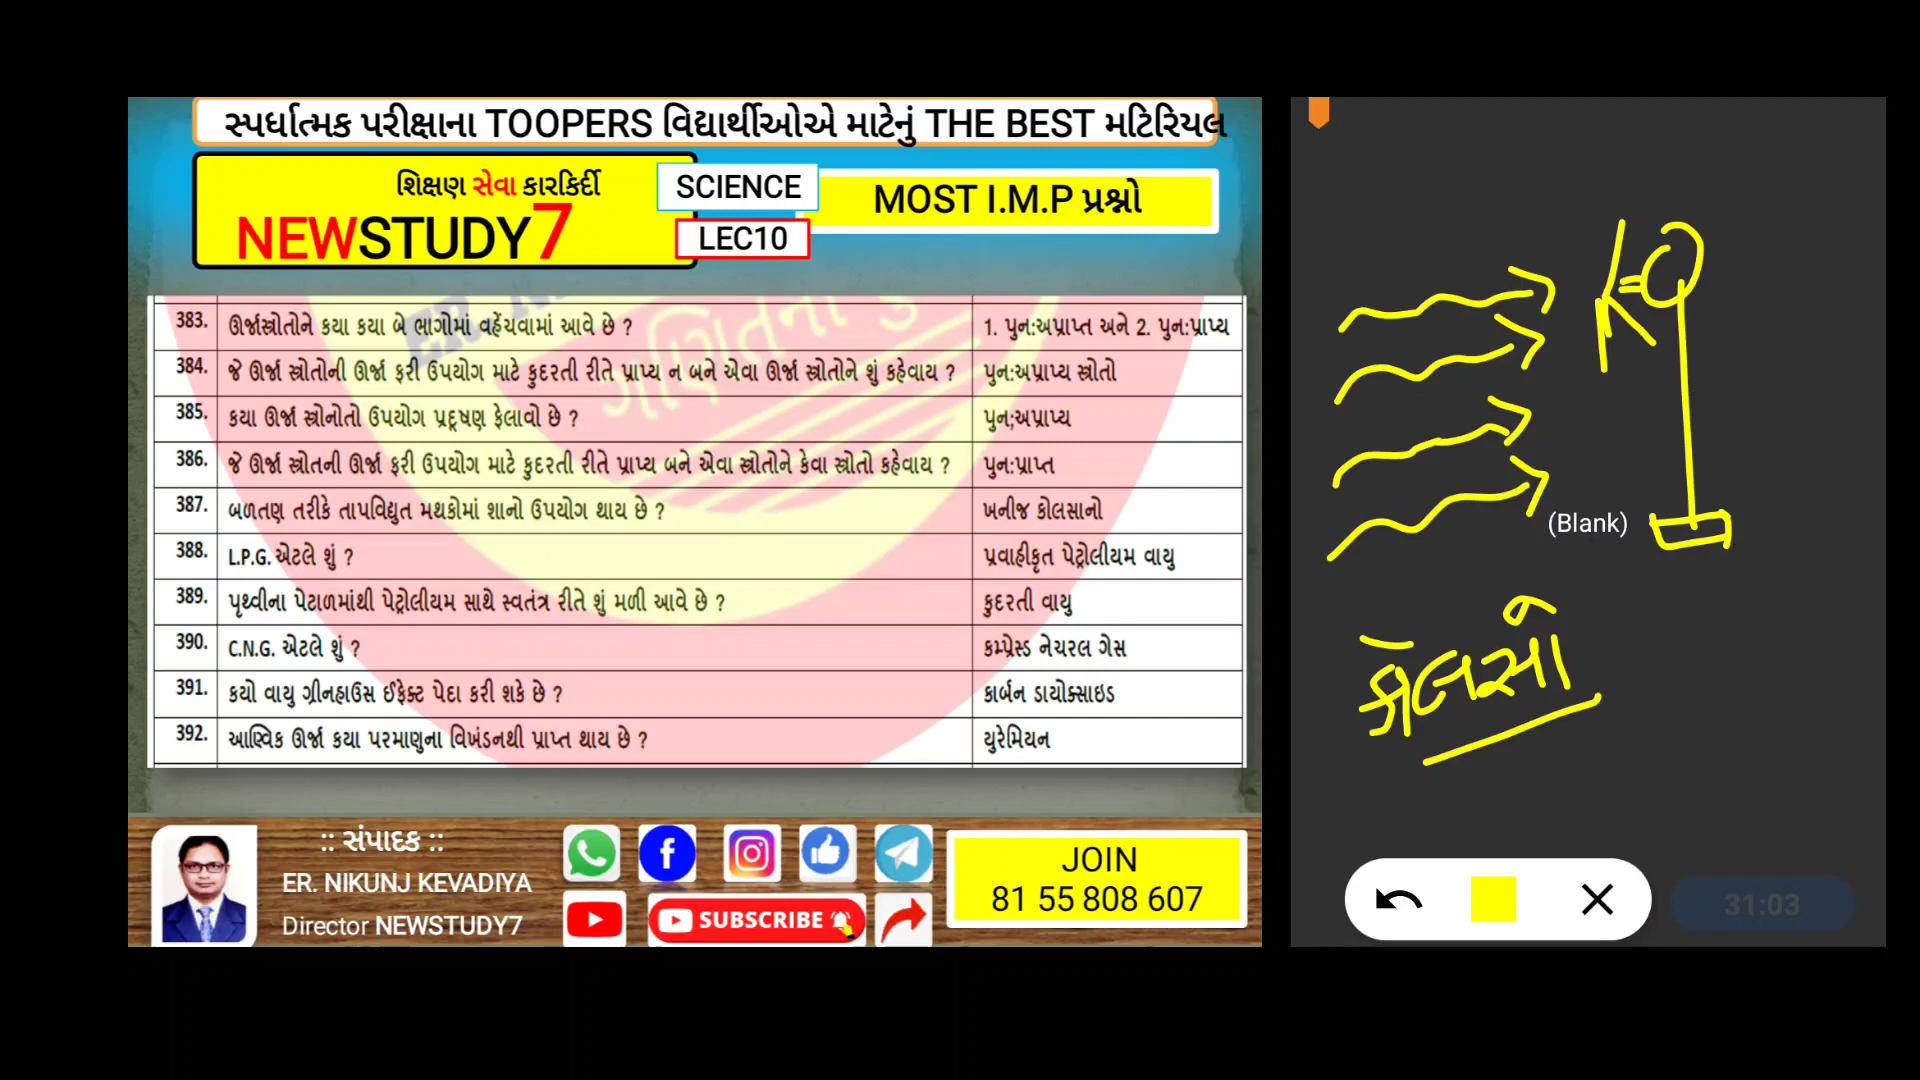 સ્પર્ધાત્મક પરીક્ષાના TOOPERS વિદ્યાર્થીઓએ માટેનું THE BEST મટિરિયલ
શિક્ષણ સેવા કારકિર્દી
NEWSTUDY7
SCIENCE
LEC10
MOST I.M.P પ્રશ્નો
383. ઊર્જાસ્ત્રોતોને કયા કયા બે ભાગોમાં વહેંચવામાં આવે છે ? 1. પુન:અપ્રાપ્ત અને 2. પુન:પ્રાપ્ય
384. જે ઊર્જા સ્ત્રોતોની ઊર્જા ફરી ઉપયોગ માટે કુદરતી રીતે પ્રાપ્ય ન બને એવા ઊર્જા સ્ત્રોતોને શું કહેવાય ? પુન:અપ્રાપ્ય સ્ત્રોતો
385. કયા ઊર્જા સ્ત્રોનોતો ઉપયોગ પ્રદૂષણ ફેલાવો છે ? પુન;અપ્રાપ્ય
386. જે ઊર્જા સ્ત્રોતની ઊર્જા ફરી ઉપયોગ માટે કુદરતી રીતે પ્રાપ્ય બને એવા સ્ત્રોતોને કેવા સ્ત્રોતો કહેવાય ? પુન:પ્રાપ્ત
387. બળતણ તરીકે તાપવિદ્યુત મથકોમાં શાનો ઉપયોગ થાય છે ? ખનીજ કોલસાનો
388. L.P.G. એટલે શું ? પ્રવાહીકૃત પેટ્રોલીયમ વાયુ
389. પૃથ્વીના પેટાળમાંથી પેટ્રોલીયમ સાથે સ્વતંત્ર રીતે શું મળી આવે છે ? કુદરતી વાયુ
390. C.N.G. એટલે શું ? કમ્પ્રેસ્ડ નેચરલ ગેસ
391. કયો વાયુ ગ્રીનહાઉસ ઈફેક્ટ પેદા કરી શકે છે ? કાર્બન ડાયોક્સાઇડ
392. આણ્વિક ઊર્જા કયા પરમાણુના વિખંડનથી પ્રાપ્ત થાય છે ? યુરેમિયન
:: સંપાદક ::
ER. NIKUNJ KEVADIYA
Director NEWSTUDY7
SUBSCRIBE
JOIN
81 55 808 607
(Blank)
કોલસો
31:03